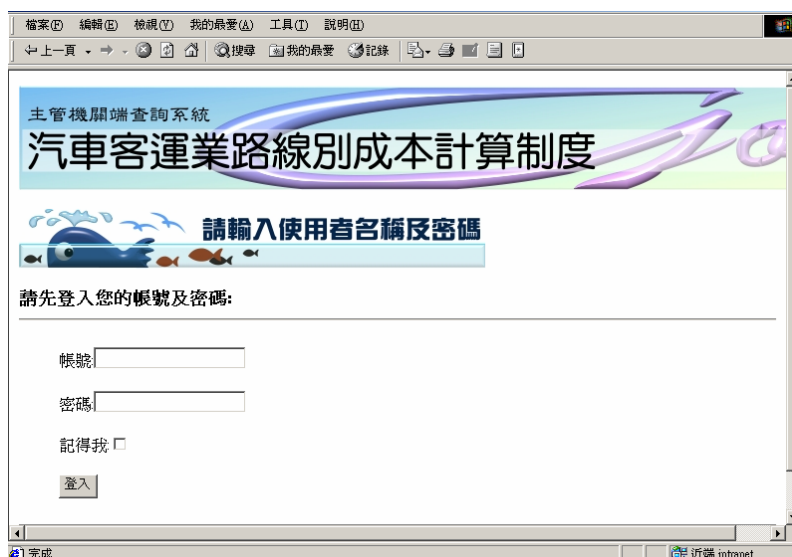 檔案(F) 編輯(E) 檢視(V) 我的最愛(A) 工具(T) 說明(H)
上一頁 搜尋 我的最愛 記錄
主管機關端查詢系統
汽車客運業路線別成本計算制度
請輸入使用者名稱及密碼
請先登入您的帳號及密碼:
帳號:
密碼:
記得我:
登入
完成 近端 intranet